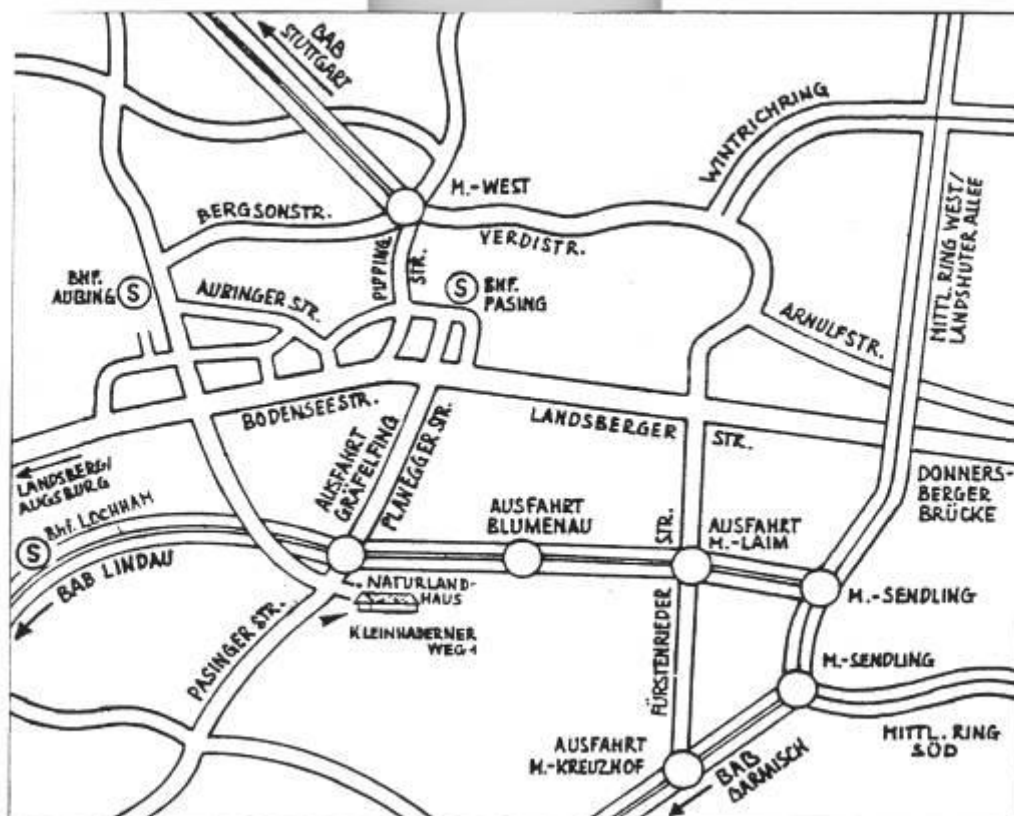 BAB
STUTTGART
WINTRICHRING
M.-WEST
BERGSONSTR.
VERDISTR.
PIPPING.
STR.
MITTL. RING WEST/
LANDSHUTER ALLEE
BHF.
AUBING
S
AUBINGER STR.
S
BHF.
PASING
ARNULFSTR.
BODENSEESTR.
LANDSBERGER
STR.
LANDSBERG/
AUGSBURG
AUSFAHRT
GRÄFELFING
PLANEGGER STR.
DONNERS-
BERGER
BRÜCKE
S
Bhf. LOCHHAM
AUSFAHRT
BLUMENAU
STR.
AUSFAHRT
M.-LAIM
BAB LINDAU
NATURLAND-
HAUS
KLEINHADERNER
WEG 1
M.-SENDLING
PASINGER STR.
FÜRSTENRIEDER
M.-SENDLING
AUSFAHRT
M.-KREUZHOF
MITTL. RING
SÜD
BAB
GARMISCH